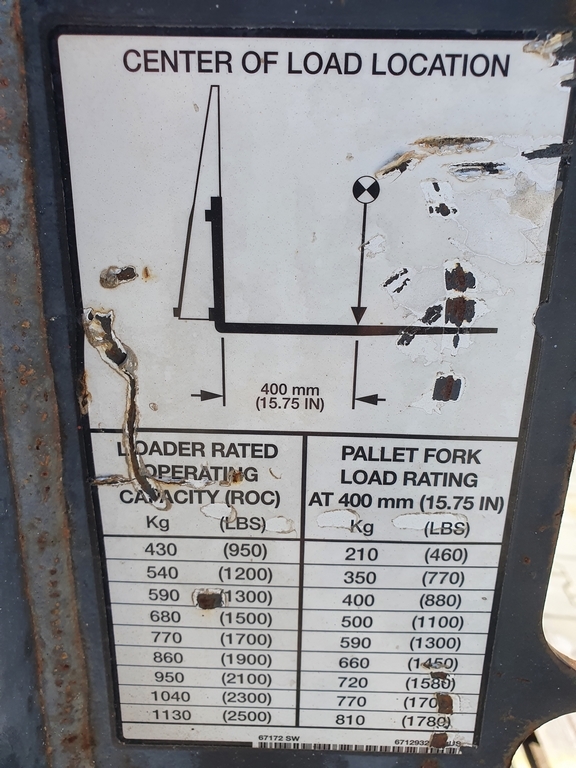 CENTER OF LOAD LOCATION
400 mm
(15.75 IN)
LOADER RATED
OPERATING
CAPACITY (ROC)
Kg (LBS)
PALLET FORK
LOAD RATING
AT 400 mm (15.75 IN)
Kg (LBS)
430 (950) 210 (460)
540 (1200) 350 (770)
590 (1300) 400 (880)
680 (1500) 500 (1100)
770 (1700) 590 (1300)
860 (1900) 660 (1450)
950 (2100) 720 (1580)
1040 (2300) 770
1130 (2500) 810 (1780)
67172 SW